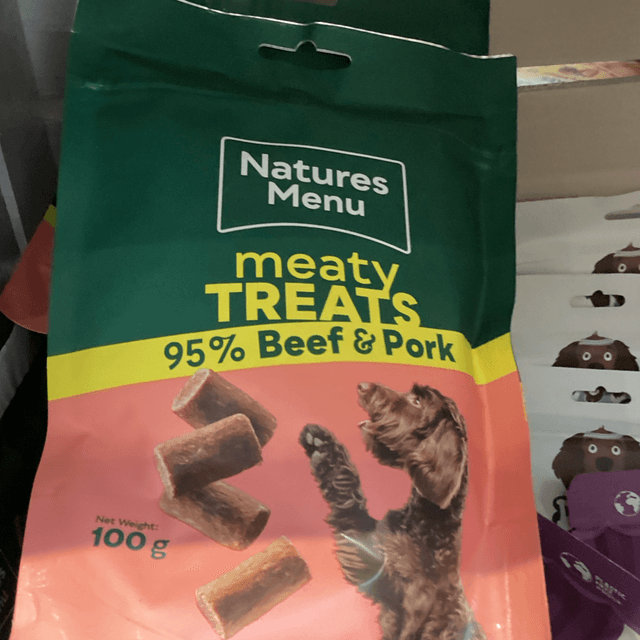 Natures
Menu
meaty
TREATS
95% Beef & Pork
Net Weight:
100 g